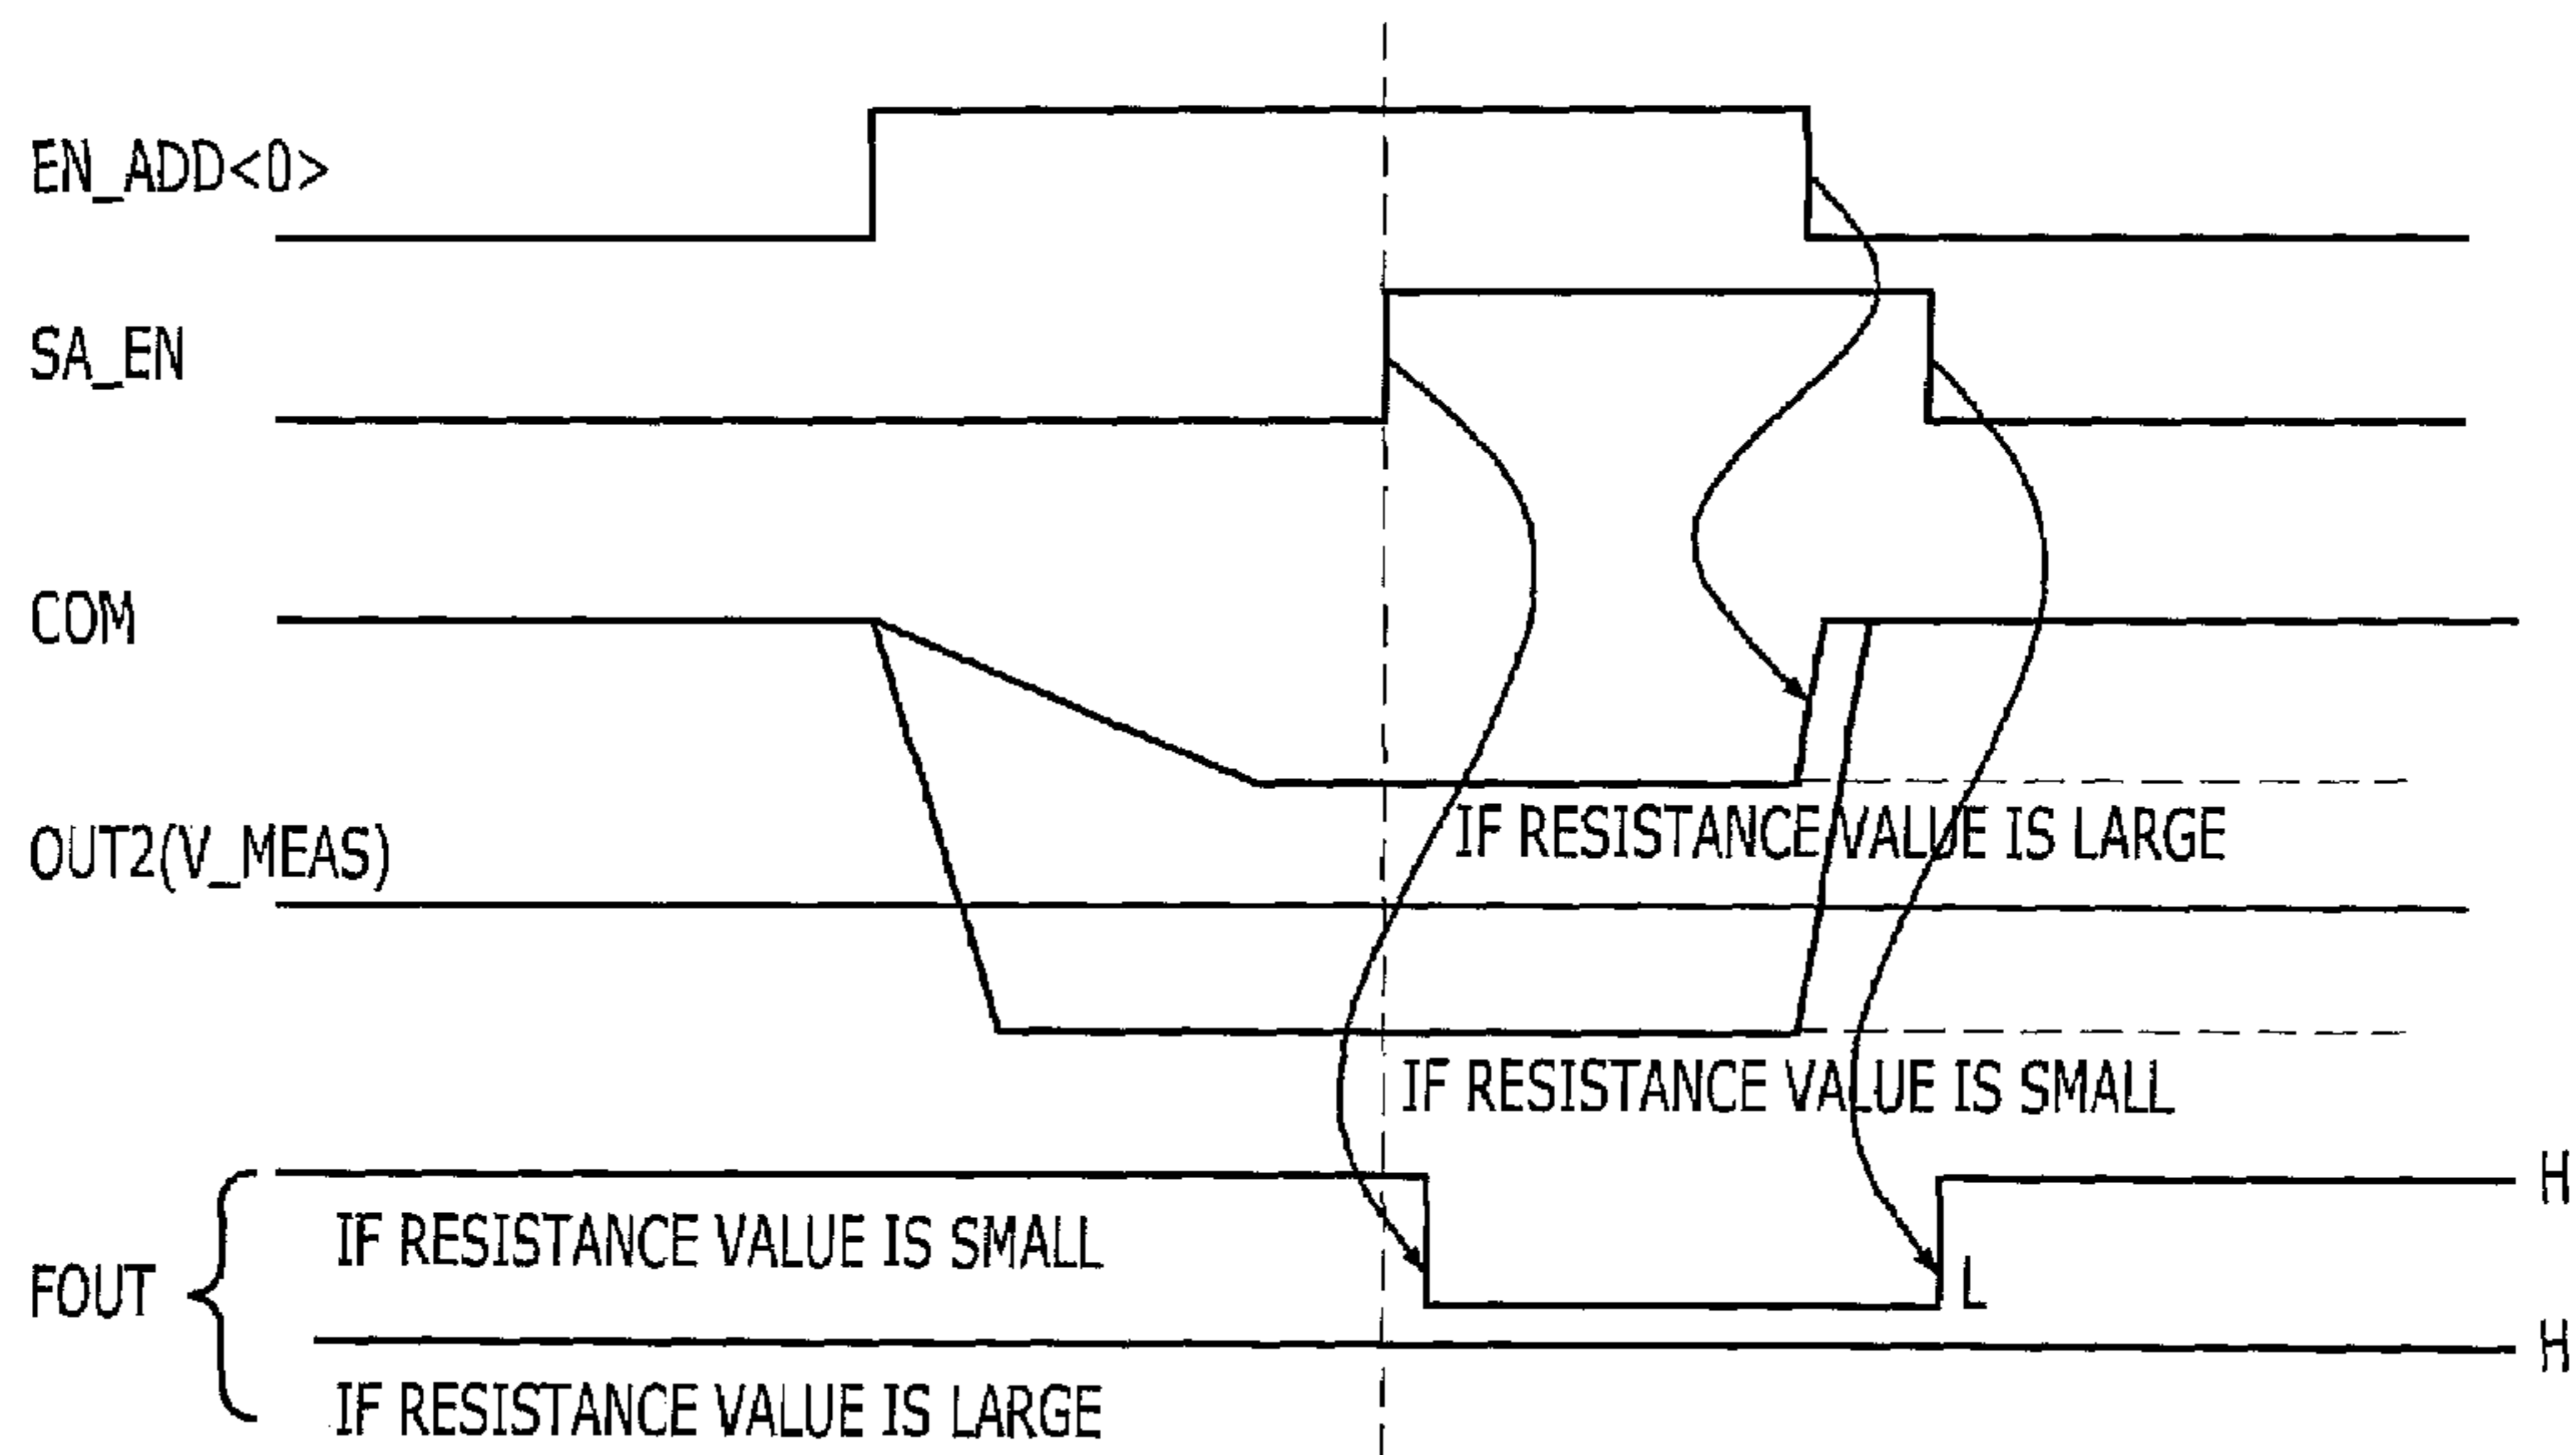 EN_ADD<0>
SA_EN
COM
IF RESISTANCE VALUE IS LARGE
OUT2(V_MEAS)
IF RESISTANCE VALUE IS SMALL
H
IF RESISTANCE VALUE IS SMALL
FOUT
L
H
IF RESISTANCE VALUE IS LARGE